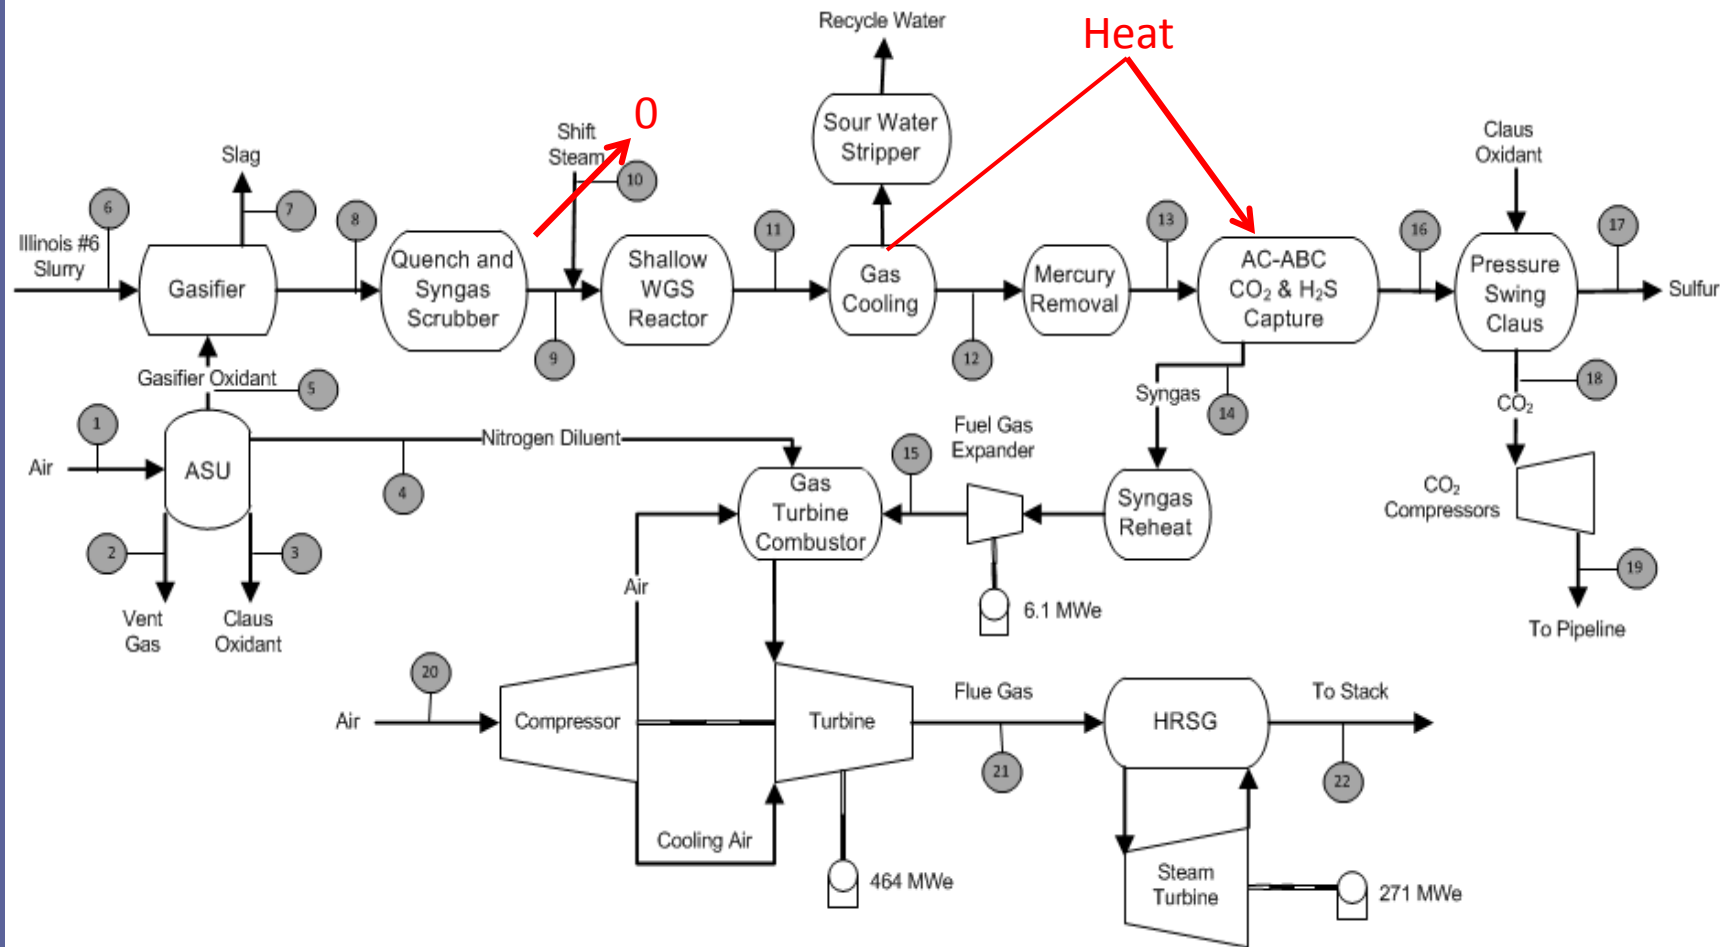 Recycle Water
Heat
0
Sour Water
Stripper
Shift
Steam
10
Claus
Oxidant
Slag
7
6
8
11
13
16
17
Illinois #6
Slurry
Gasifier
Quench and
Syngas
Scrubber
Shallow
WGS
Reactor
Gas
Cooling
Mercury
Removal
AC-ABC
CO₂ & H₂S
Capture
Pressure
Swing
Claus
Sulfur
9
12
Gasifier Oxidant
5
Syngas
14
18
CO₂
1
Air
ASU
Nitrogen Diluent
4
Fuel Gas
Expander
15
Gas
Turbine
Combustor
Syngas
Reheat
CO₂
Compressors
2
3
19
Vent
Gas
Claus
Oxidant
Air
6.1 MWe
To Pipeline
20
Air
Compressor
Turbine
Flue Gas
21
HRSG
To Stack
22
Cooling Air
464 MWe
Steam
Turbine
271 MWe